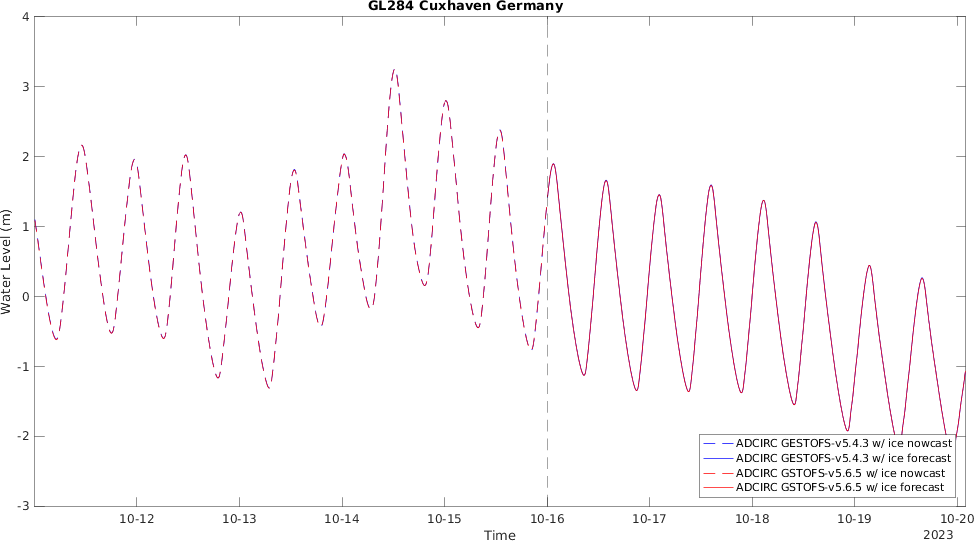 GL284 Cuxhaven Germany
4
3
2
1
0
-1
-2
-3
Water Level (m)
ADCIRC GESTOFS-v5.4.3 w/ ice nowcast
ADCIRC GESTOFS-v5.4.3 w/ ice forecast
ADCIRC GSTOFS-v5.6.5 w/ ice nowcast
ADCIRC GSTOFS-v5.6.5 w/ ice forecast
10-12 10-13 10-14 10-15 10-16 10-17 10-18 10-19 10-20
Time
2023